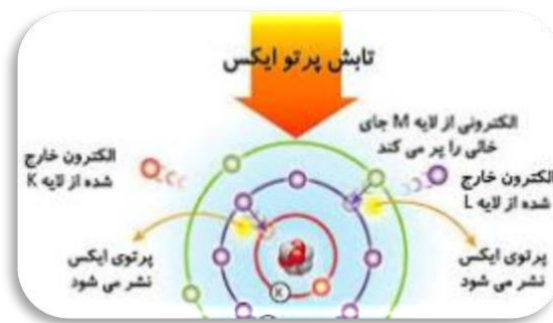 تابش پرتو ایکس
الکترونی از لایه M جای
خالی را پر می کند
الکترون خارج
شده از لایه K
الکترون خارج
شده از لایه L
پرتوی ایکس
نشر می شود
پرتوی ایکس
نشر می شود
K